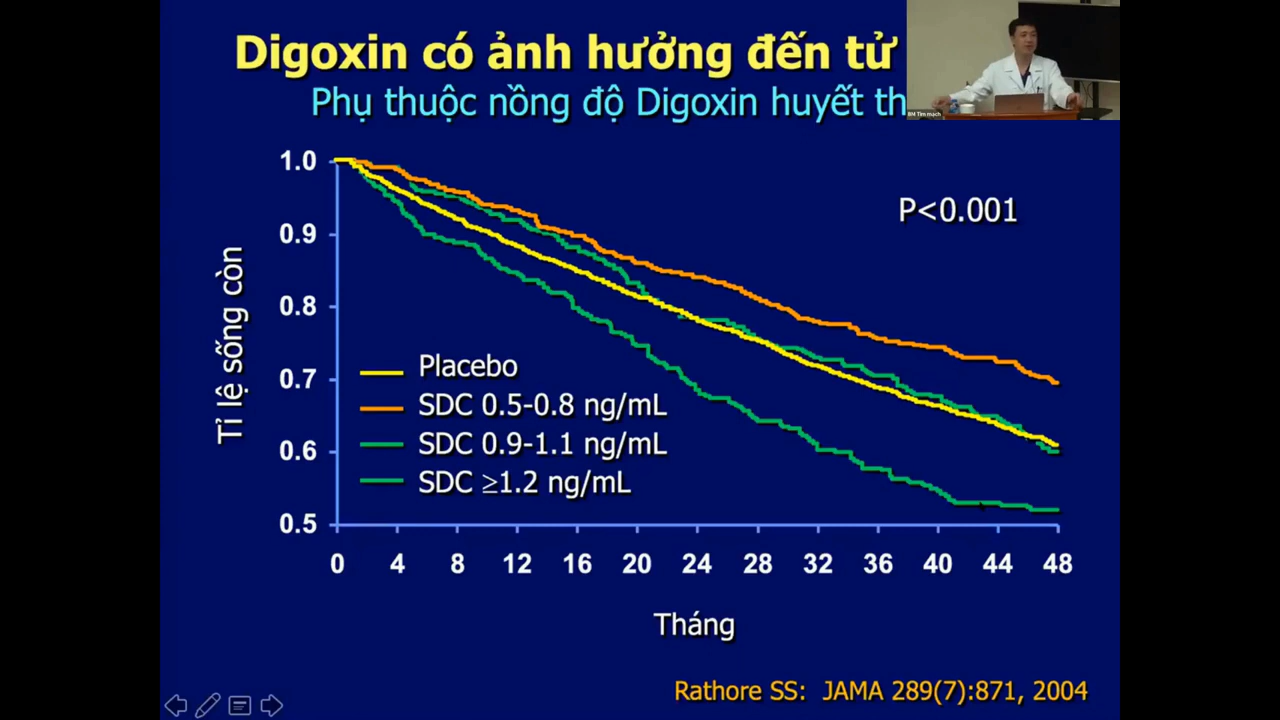 Digoxin có ảnh hưởng đến tử
Phụ thuộc nồng độ Digoxin huyết th
BM Tim mạch
P<0.001
Tỉ lệ sống còn
1.0
0.9
0.8
0.7
0.6
0.5
Placebo
SDC 0.5-0.8 ng/mL
SDC 0.9-1.1 ng/mL
SDC ≥1.2 ng/mL
0 4 8 12 16 20 24 28 32 36 40 44 48
Tháng
Rathore SS: JAMA 289(7):871, 2004